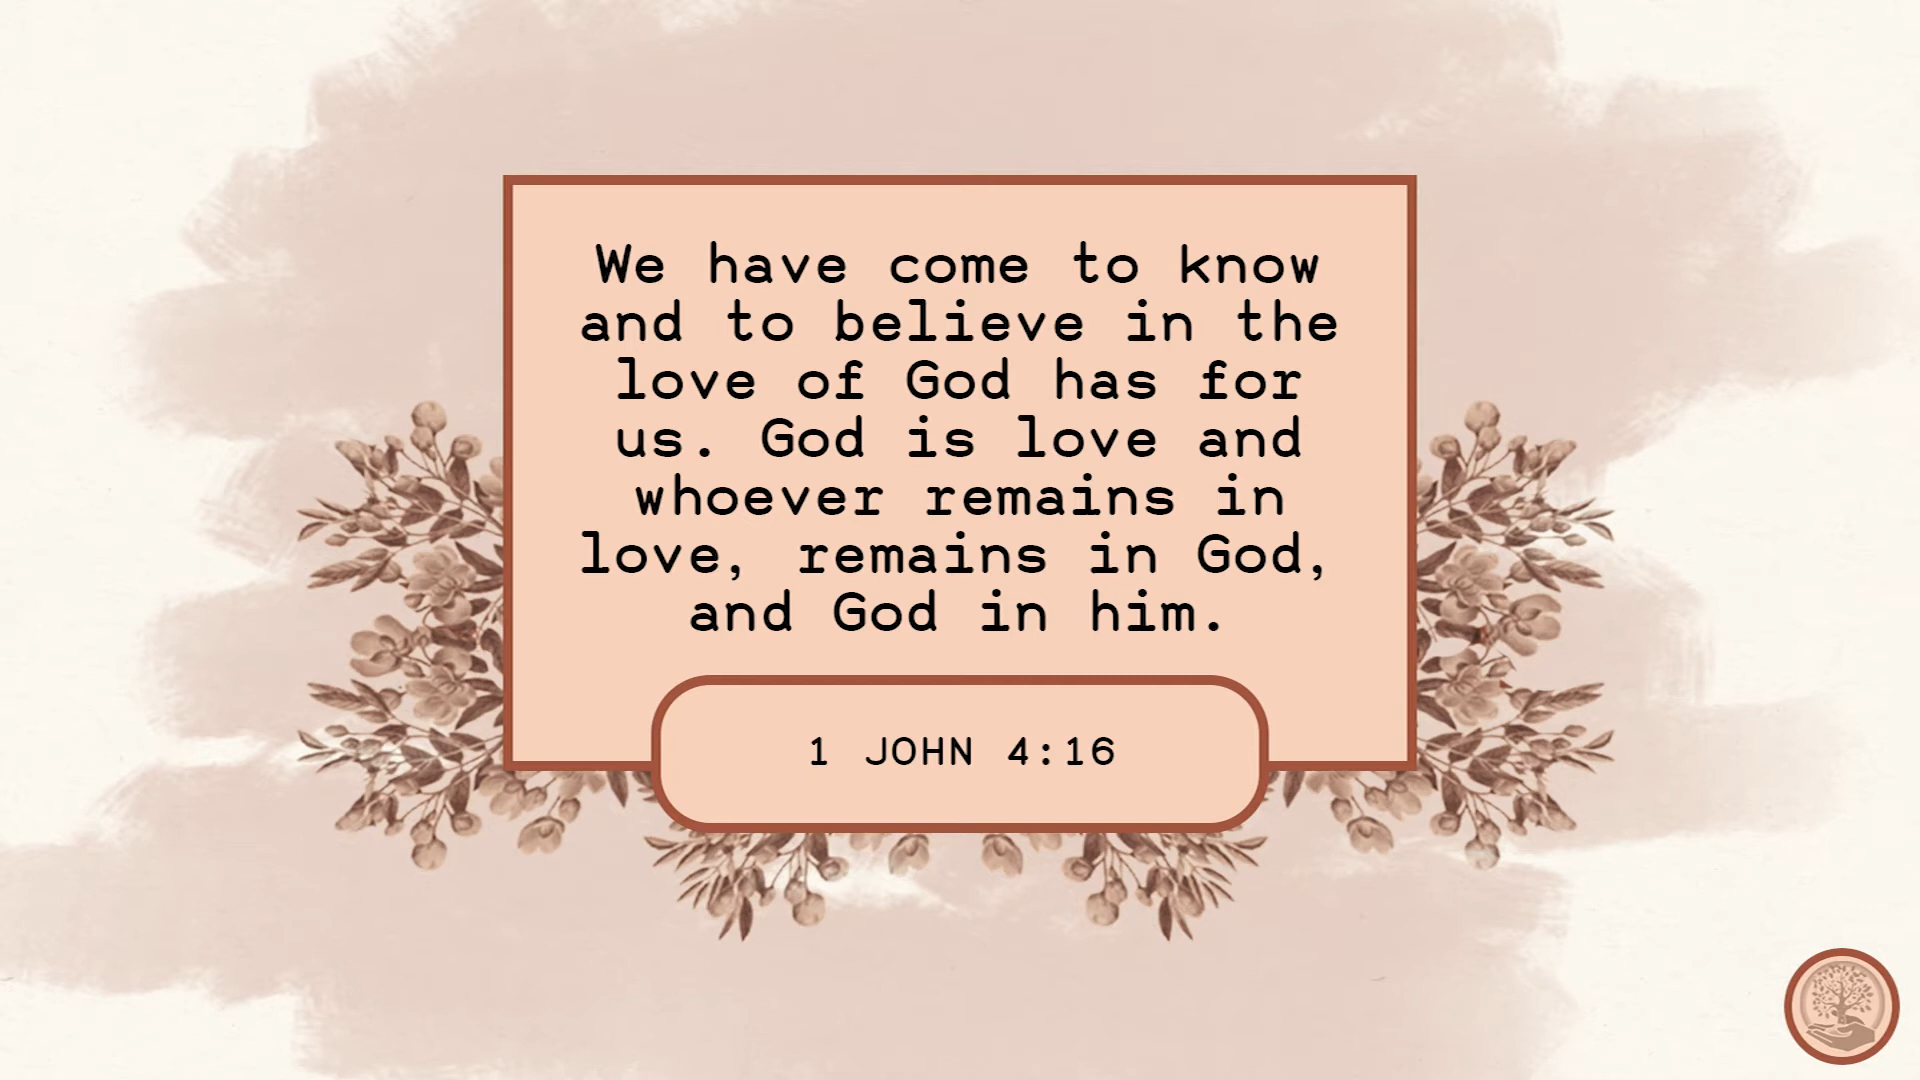 We have come to know
and to believe in the
love of God has for
us. God is love and
whoever remains in
love, remains in God,
and God in him.
1 JOHN 4:16